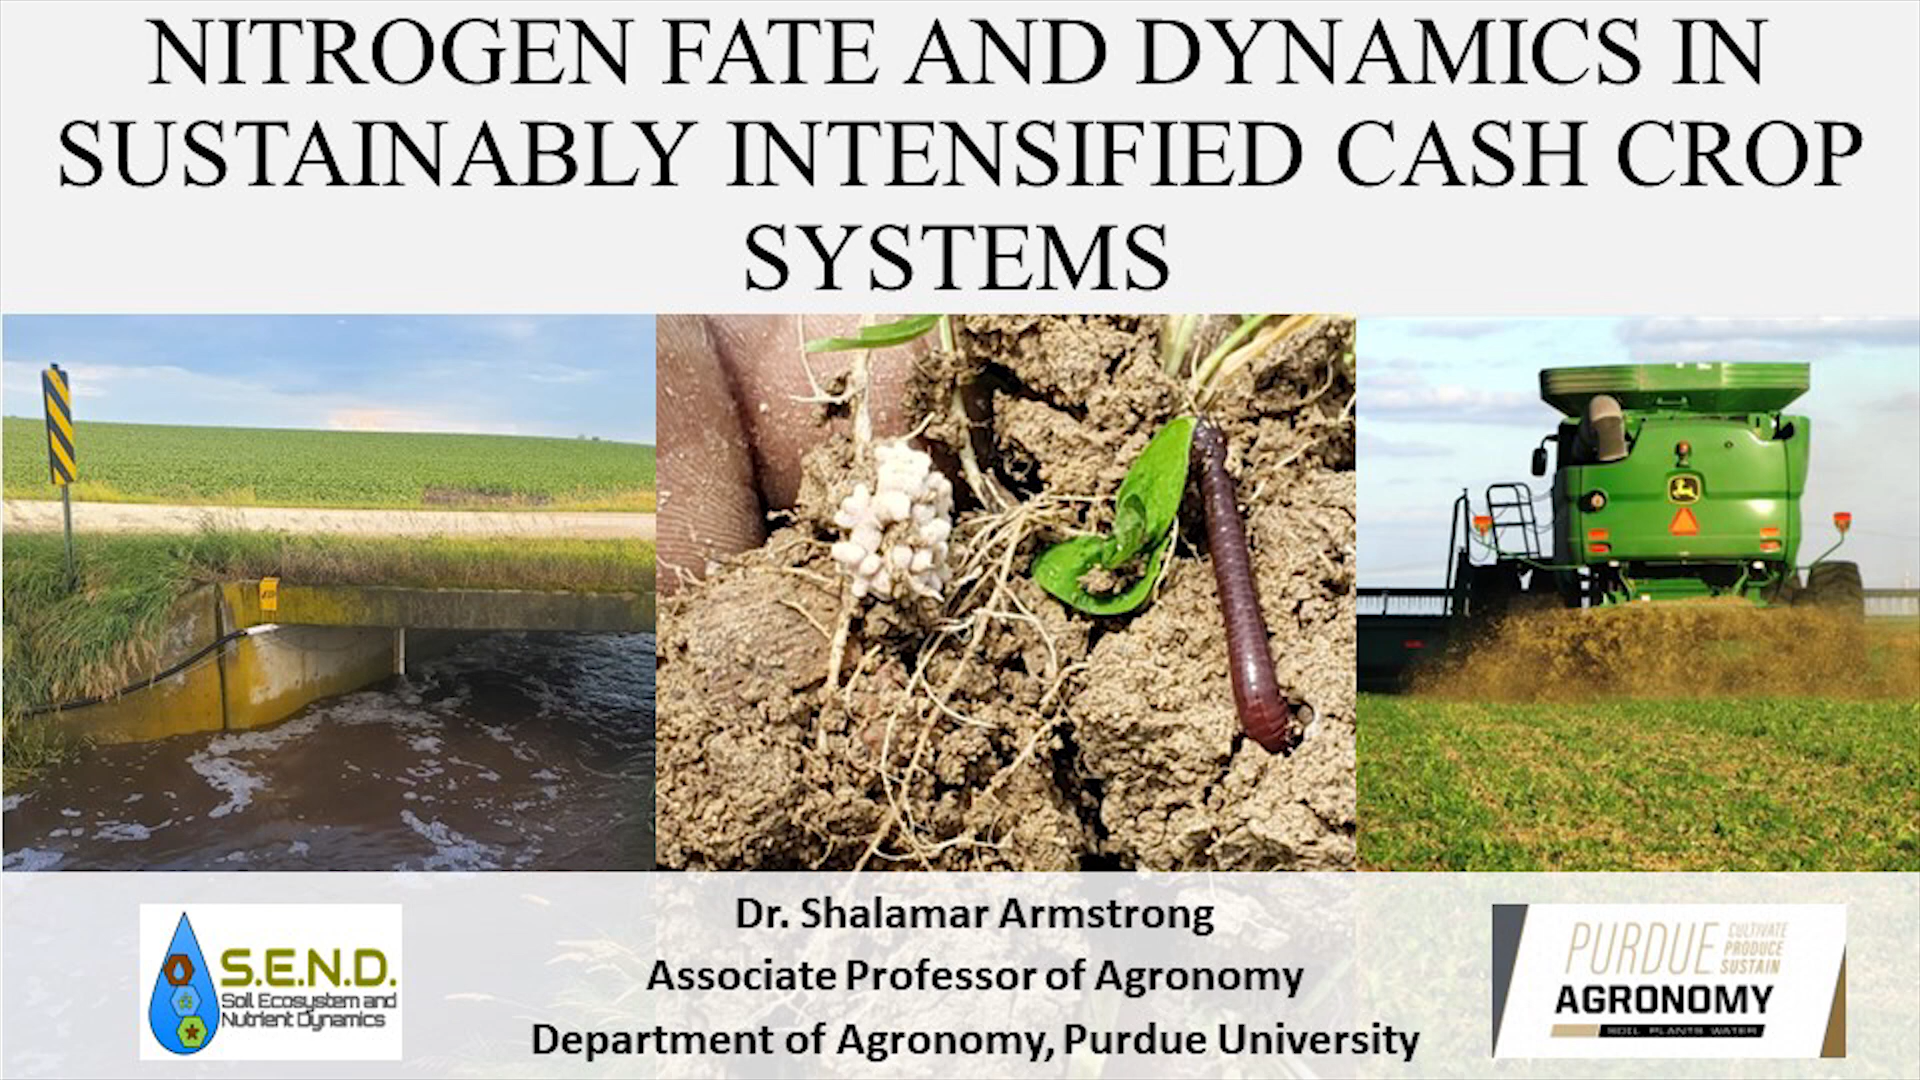 NITROGEN FATE AND DYNAMICS IN
SUSTAINABLY INTENSIFIED CASH CROP
SYSTEMS
Dr. Shalamar Armstrong
Associate Professor of Agronomy
Department of Agronomy, Purdue University
S.E.N.D.
Soil Ecosystem and
Nutrient Dynamics
PURDUE
CULTIVATE
PRODUCE
SUSTAIN
AGRONOMY
SOIL PLANTS WATER